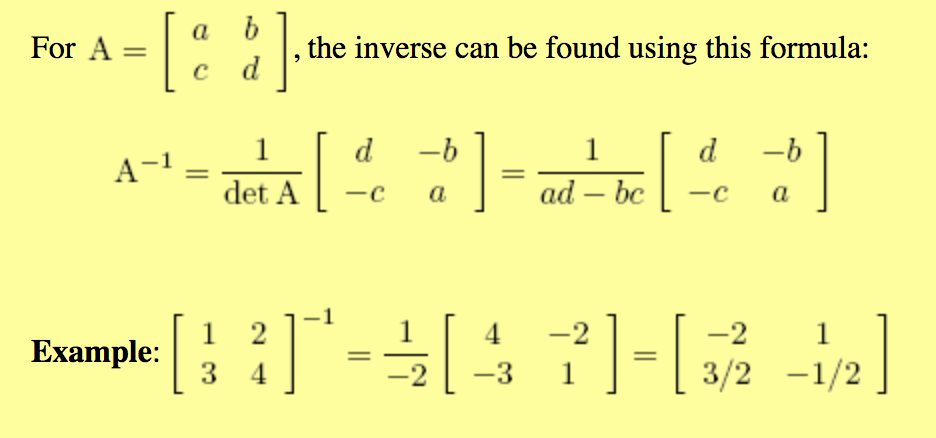 For A = [ a b ; c d ], the inverse can be found using this formula:
A⁻¹ = 1/det A [ d −b ; −c a ] = 1/(ad − bc) [ d −b ; −c a ]
Example: [ 1 2 ; 3 4 ]⁻¹ = 1/−2 [ 4 −2 ; −3 1 ] = [ −2 1 ; 3/2 −1/2 ]